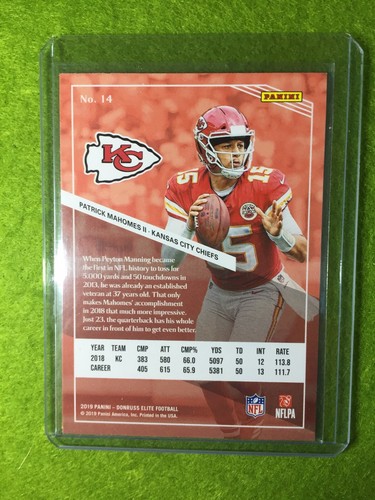 No. 14
PANINI
KC
15
15
PATRICK MAHOMES II · KANSAS CITY CHIEFS
When Peyton Manning became
the first in NFL history to toss for
5,000 yards and 50 touchdowns in
2013, he was already an established
veteran at 37 years old. That only
makes Mahomes' accomplishment
in 2018 that much more impressive.
Just 23, the quarterback has his whole
career in front of him to get even better.
YEAR TEAM CMP ATT CMP% YDS TD INT RATE
2018 KC 383 580 66.0 5097 50 12 113.8
CAREER 405 615 65.9 5381 50 13 111.7
2019 PANINI - DONRUSS ELITE FOOTBALL
© 2019 Panini America, Inc. Printed in the USA.
NFL
NFLPA